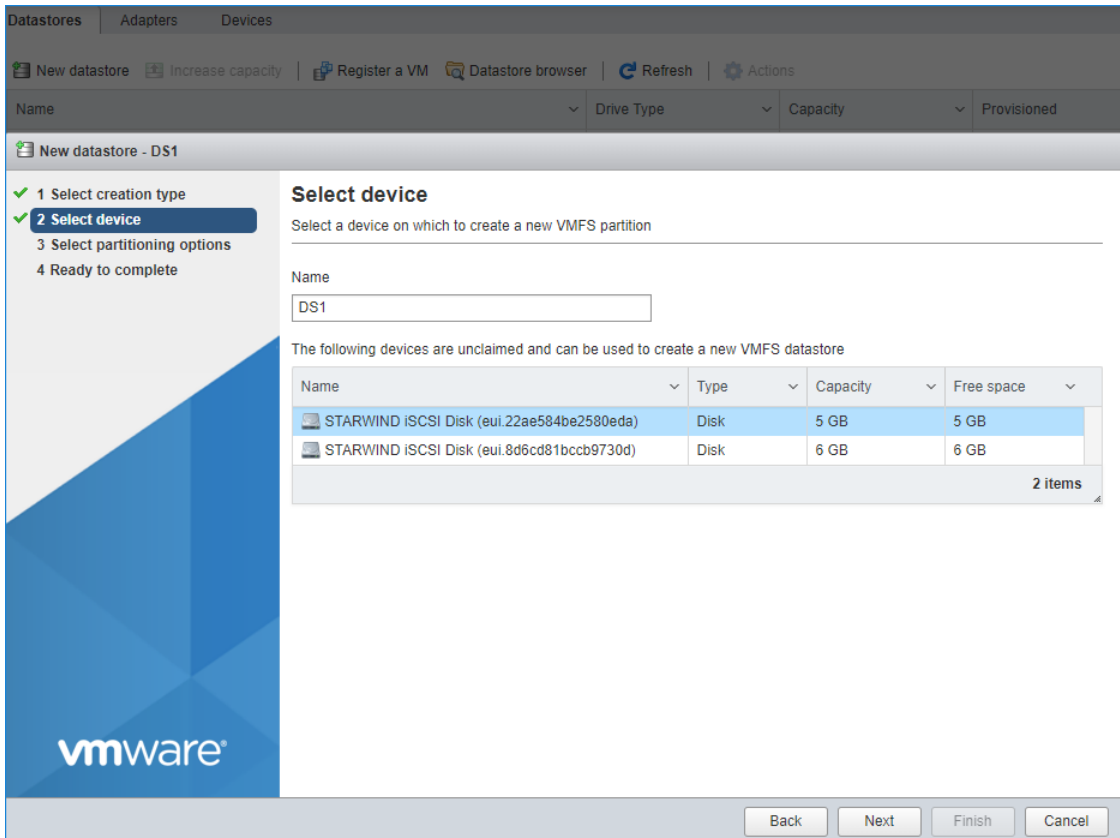 Datastores Adapters Devices
New datastore Increase capacity Register a VM Datastore browser Refresh Actions
Name Drive Type Capacity Provisioned
New datastore - DS1
1 Select creation type
2 Select device
3 Select partitioning options
4 Ready to complete
Select device
Select a device on which to create a new VMFS partition
Name
DS1
The following devices are unclaimed and can be used to create a new VMFS datastore
Name Type Capacity Free space
STARWIND iSCSI Disk (eui.22ae584be2580eda) Disk 5 GB 5 GB
STARWIND iSCSI Disk (eui.8d6cd81bccb9730d) Disk 6 GB 6 GB
2 items
vmware®
Back Next Finish Cancel